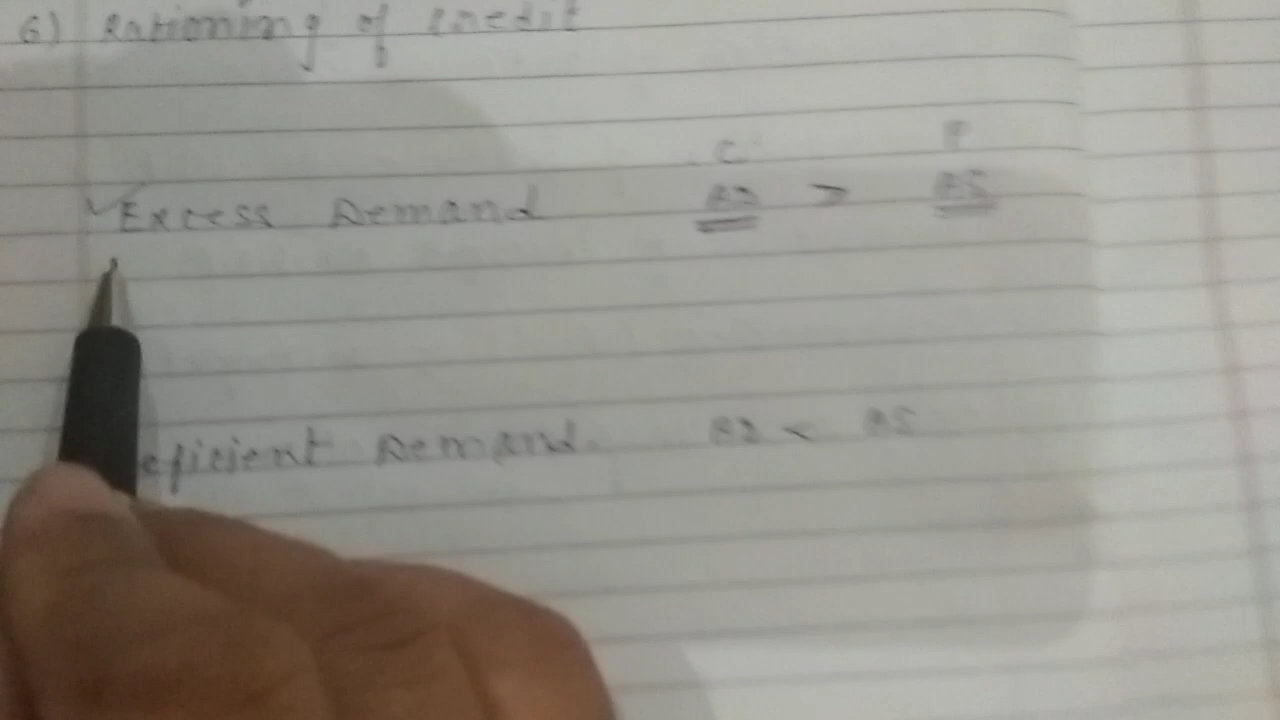 6) Rationing of Credit
C P
Excess Demand AD > AS
eficient Demand. AD < AS